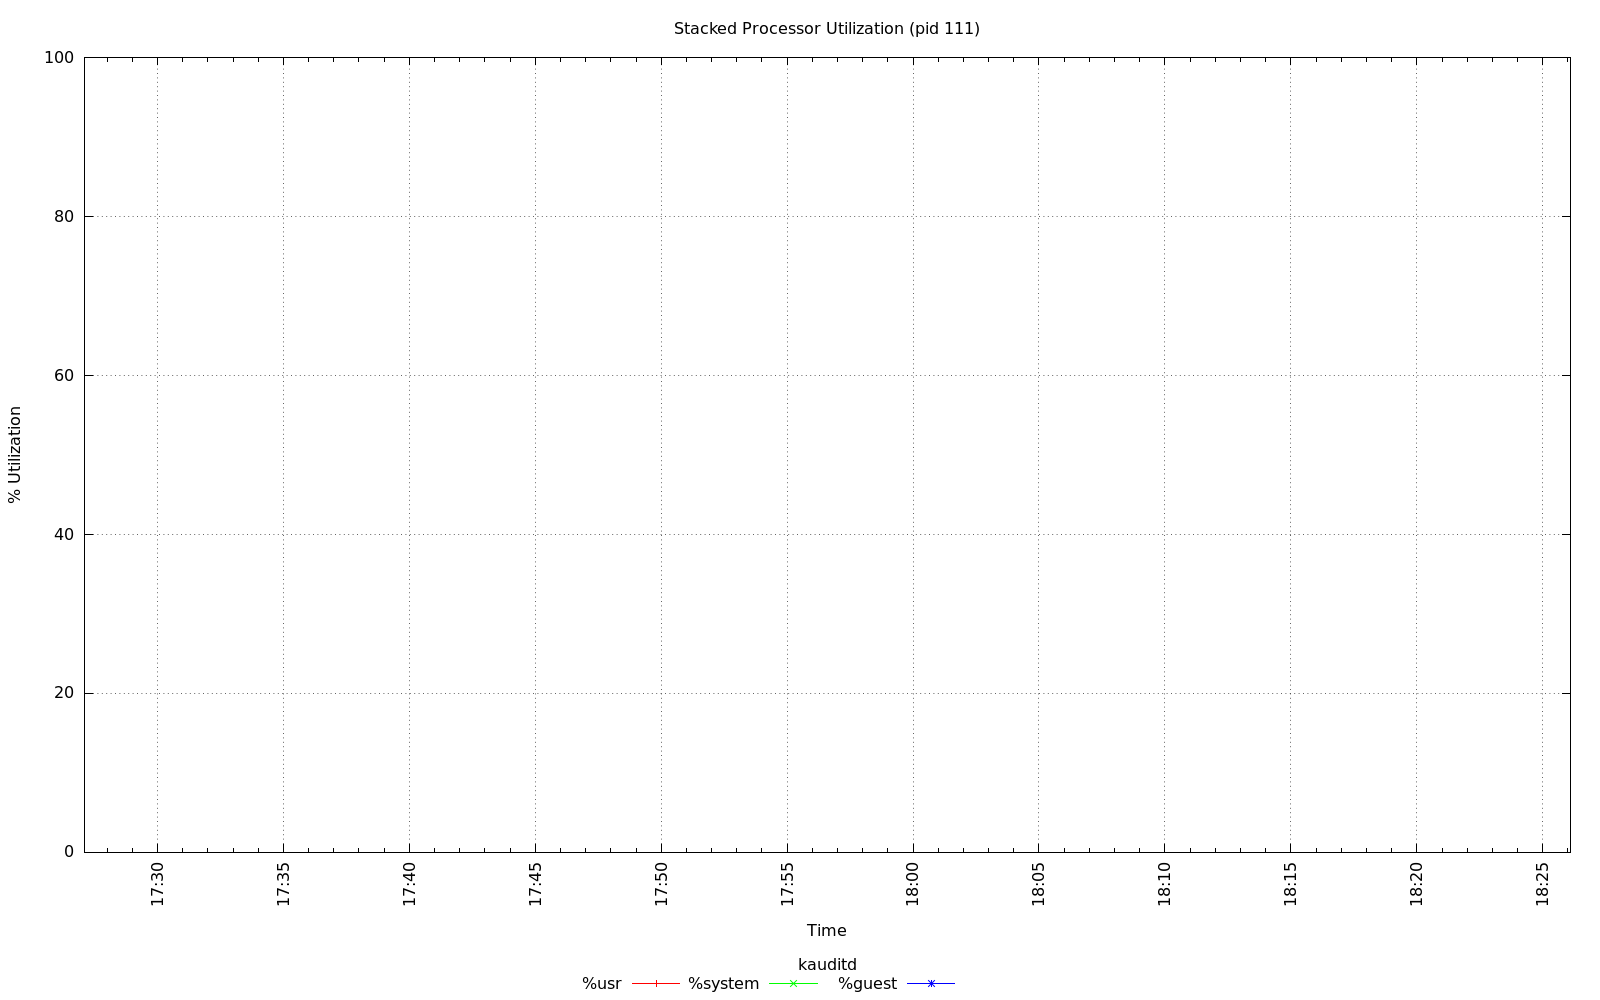 Stacked Processor Utilization (pid 111)
100
80
60
40
20
0
% Utilization
17:30 17:35 17:40 17:45 17:50 17:55 18:00 18:05 18:10 18:15 18:20 18:25
Time
kauditd
%usr %system %guest